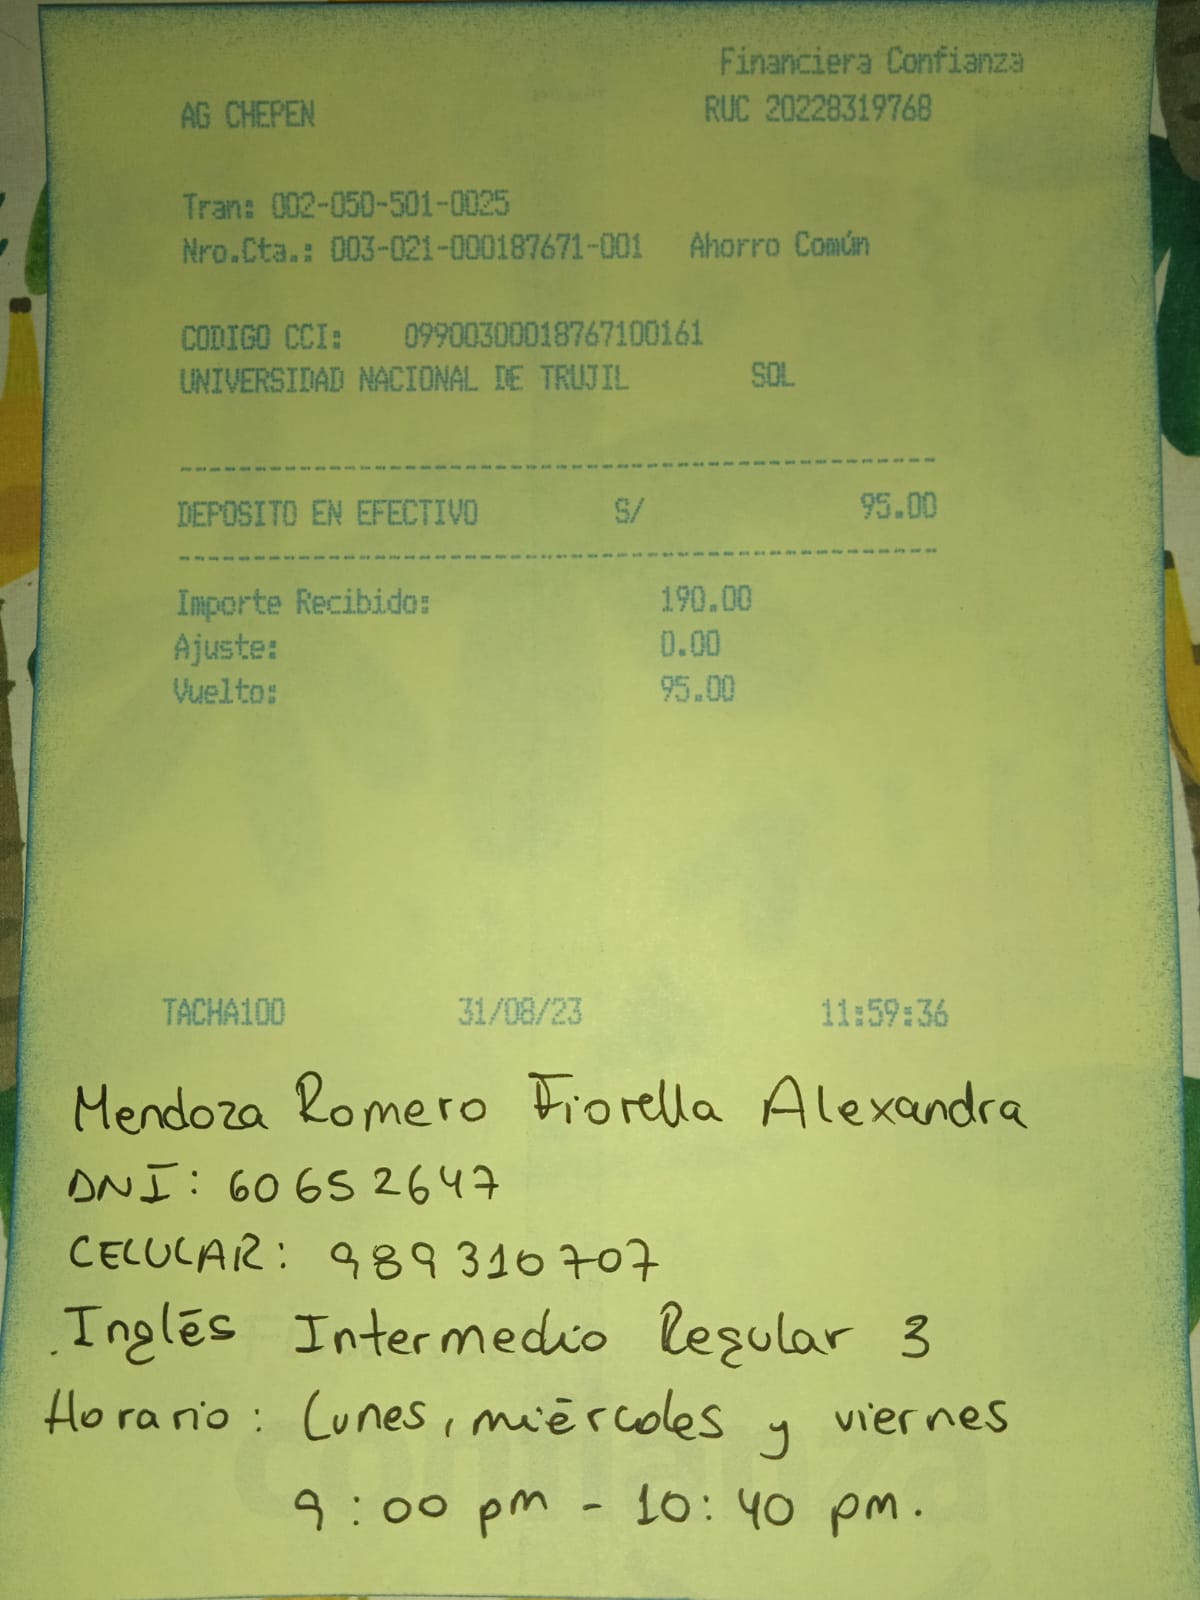 Financiera Confianza
AG CHEPEN RUC 20228319768
Tran: 002-050-501-0025
Nro.Cta.: 003-021-000187671-001 Ahorro Común
CODIGO CCI: 09900300018767100161
UNIVERSIDAD NACIONAL DE TRUJIL SOL
DEPOSITO EN EFECTIVO S/ 95.00
Importe Recibido: 190.00
Ajuste: 0.00
Vuelto: 95.00
TACHA100 31/08/23 11:59:36
Mendoza Romero Fiorella Alexandra
DNI: 60652647
CELULAR: 989310707
Inglés Intermedio Regular 3
Horario: Lunes, miércoles y viernes
9:00 pm - 10:40 pm.